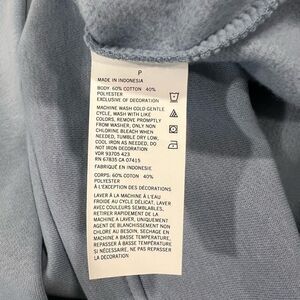 P
MADE IN INDONESIA
BODY: 60% COTTON 40%
POLYESTER
EXCLUSIVE OF DECORATION
MACHINE WASH COLD GENTLE
CYCLE, WASH WITH LIKE
COLORS, REMOVE PROMPTLY
FROM WASHER, ONLY NON
CHLORINE BLEACH WHEN
NEEDED, TUMBLE DRY LOW,
COOL IRON AS NEEDED, DO
NOT IRON DECORATION
VDR 93705 423
RN 67835 CA 07415
FABRIQUÉ EN INDONÉSIE
CORPS: 60% COTON 40%
POLYESTER
À L'EXCEPTION DES DÉCORATIONS
LAVER À LA MACHINE À L'EAU
FROIDE AU CYCLE DÉLICAT, LAVER
AVEC COULEURS SEMBLABLES,
RETIRER RAPIDEMENT DE LA
MACHINE A LAVER, UNIQUEMENT
AGENT DE BLANCHISSEMENT NON
CHLORE AU BESOIN, SECHAGE EN
MACHINE A BASSE TEMPÉRATURE,
REPASSER À BASSE TEMPÉRATURE
SI NÉCESSAIRE, NE PAS REPASSER
LA DÉCORATION